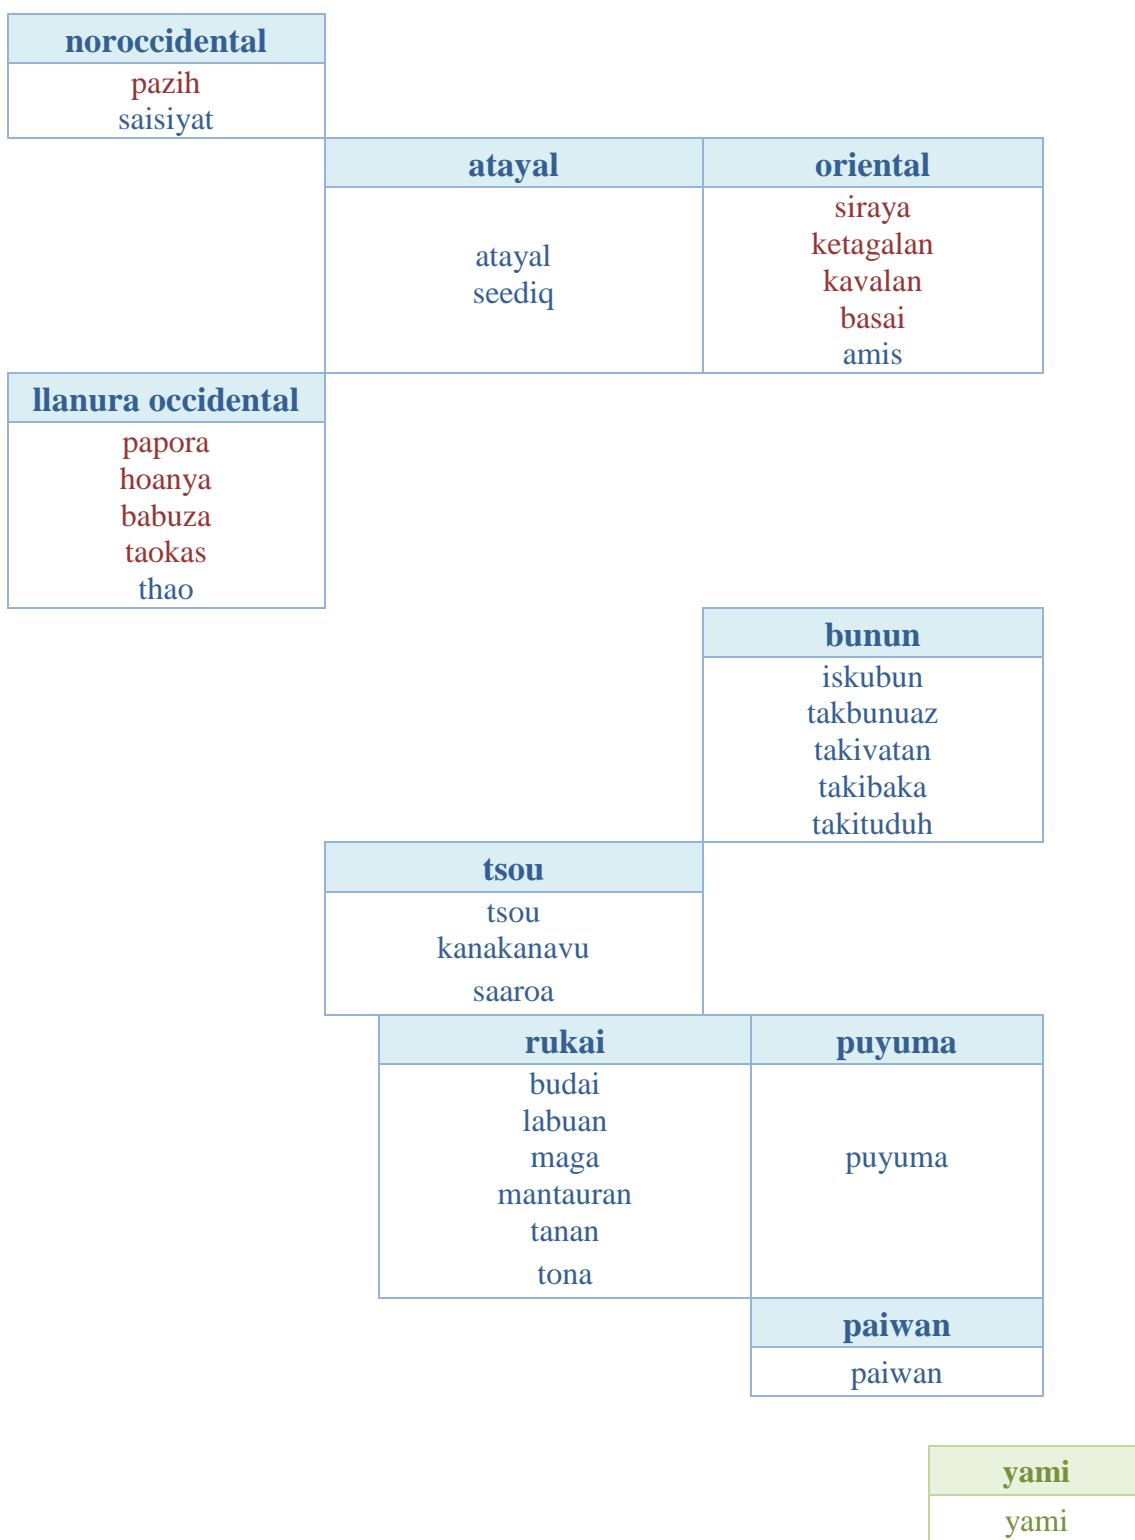 noroccidental
pazih
saisiyat
atayal
atayal
seediq
oriental
siraya
ketagalan
kavalan
basai
amis
llanura occidental
papora
hoanya
babuza
taokas
thao
bunun
iskubun
takbunuaz
takivatan
takibaka
takituduh
tsou
tsou
kanakanavu
saaroa
rukai
budai
labuan
maga
mantauran
tanan
tona
puyuma
puyuma
paiwan
paiwan
yami
yami